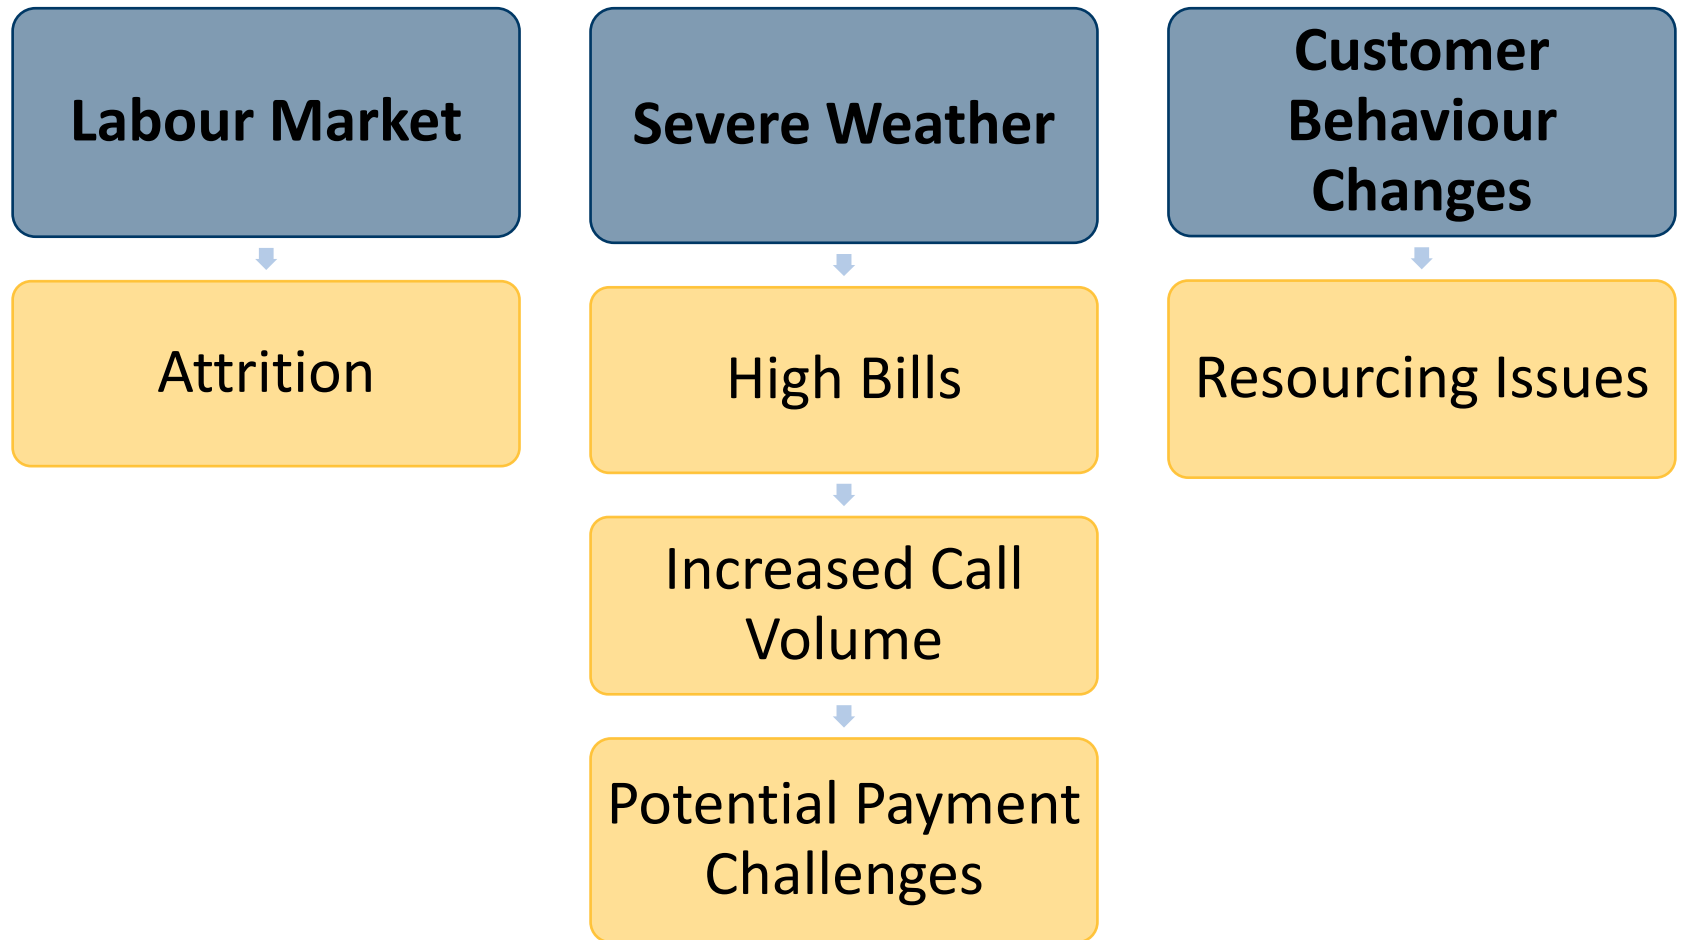 Labour Market
Attrition
Severe Weather
High Bills
Increased Call
Volume
Potential Payment
Challenges
Customer
Behaviour
Changes
Resourcing Issues